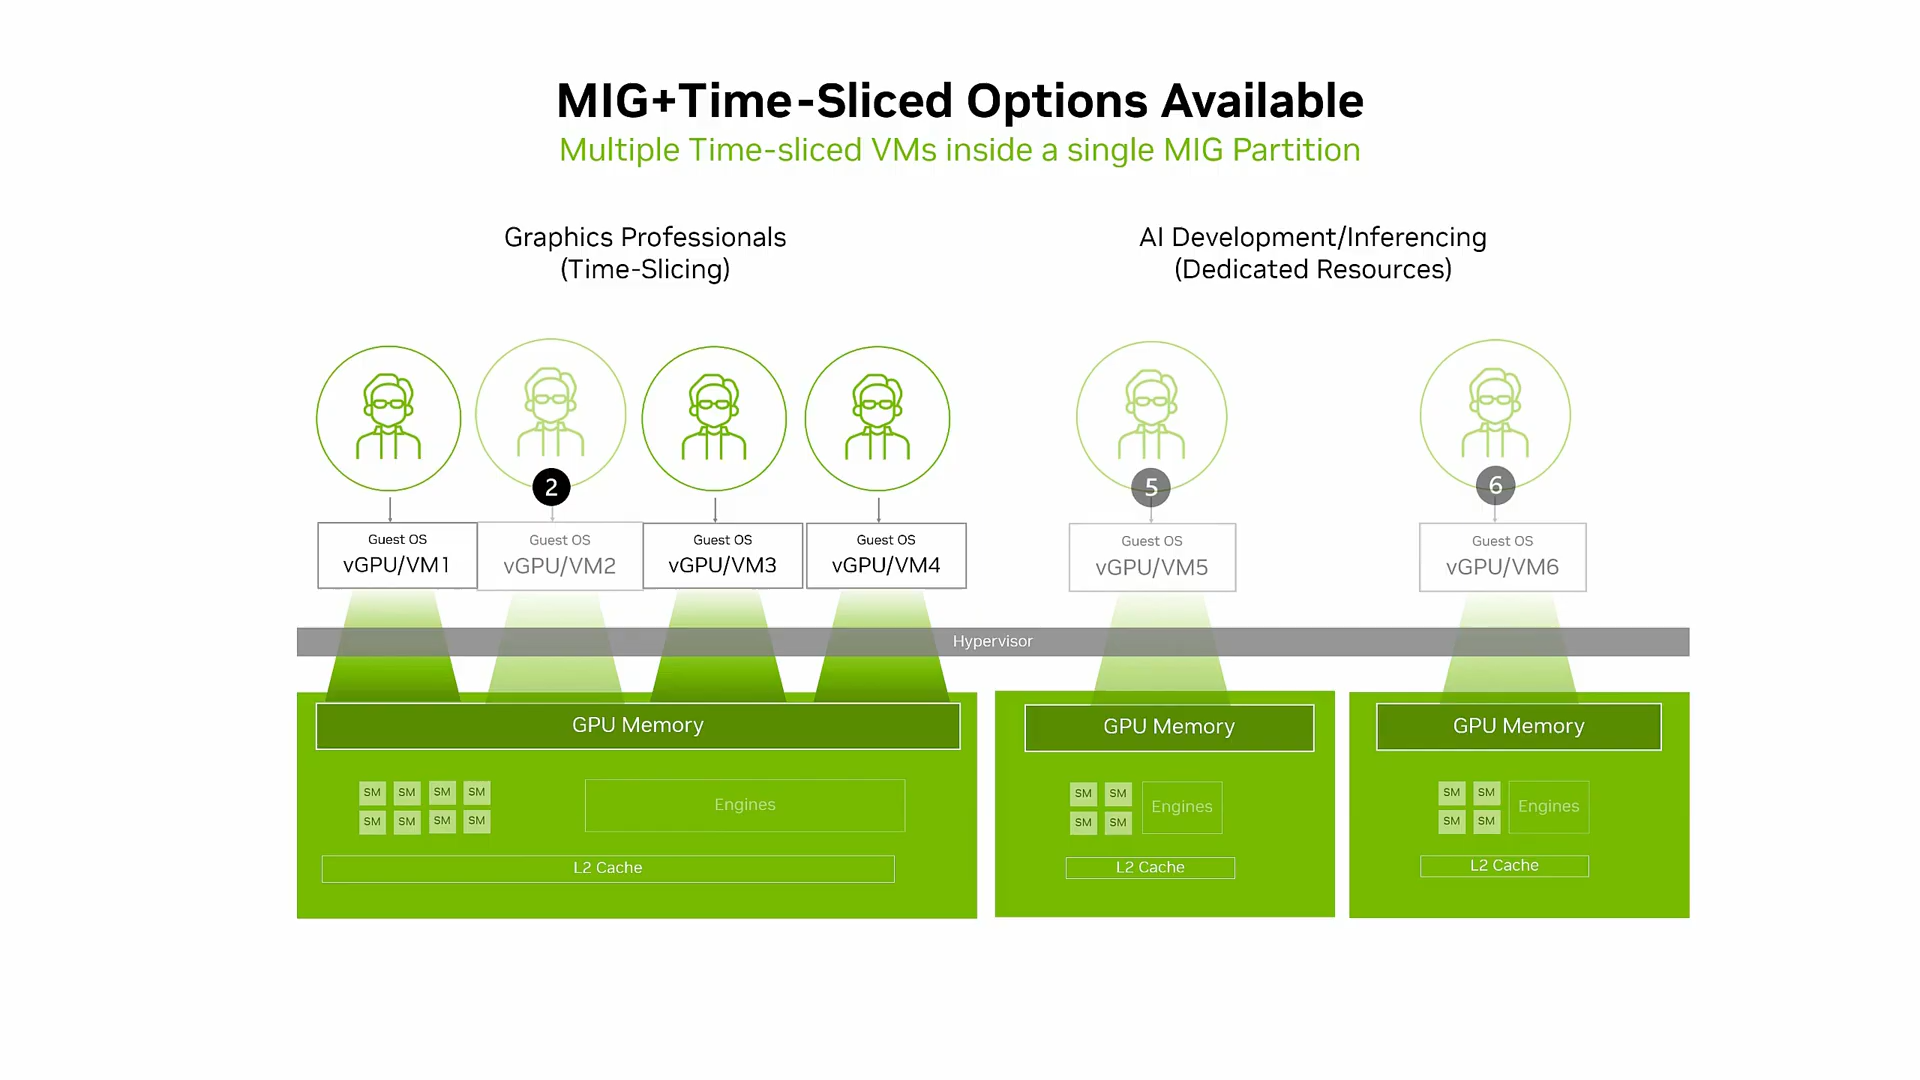 MIG+Time-Sliced Options Available
Multiple Time-sliced VMs inside a single MIG Partition
Graphics Professionals
(Time-Slicing)
AI Development/Inferencing
(Dedicated Resources)
2
5
6
Guest OS
vGPU/VM1
Guest OS
vGPU/VM2
Guest OS
vGPU/VM3
Guest OS
vGPU/VM4
Guest OS
vGPU/VM5
Guest OS
vGPU/VM6
Hypervisor
GPU Memory
SM SM SM SM
SM SM SM SM
Engines
L2 Cache
GPU Memory
SM SM
SM SM
Engines
L2 Cache
GPU Memory
SM SM
SM SM
Engines
L2 Cache